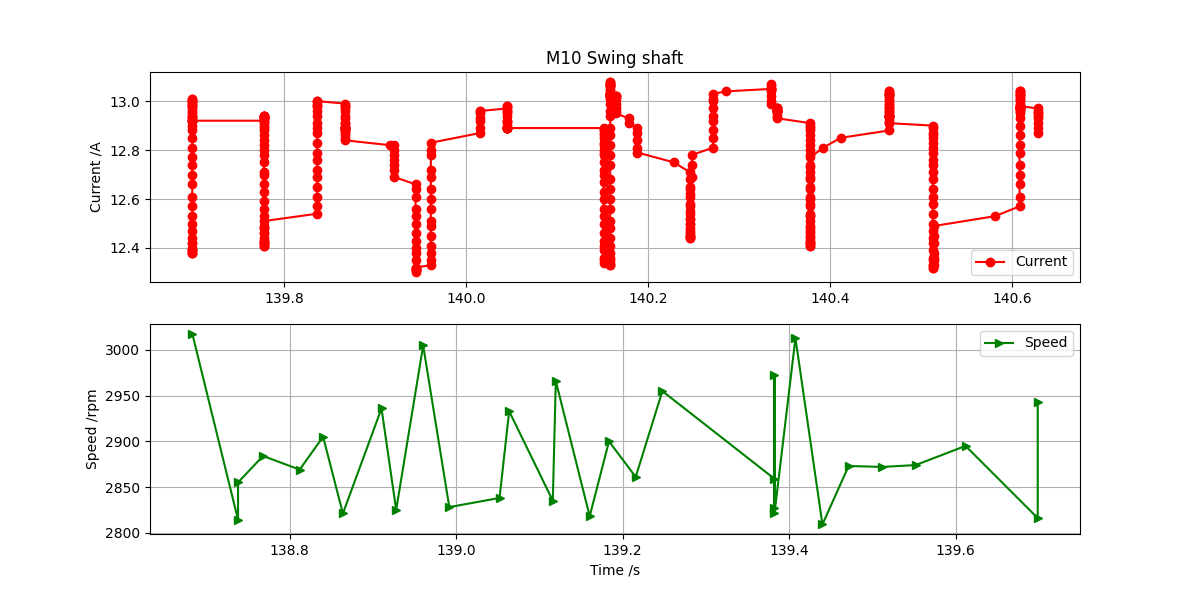 M10 Swing shaft
Current /A
13.0
12.8
12.6
12.4
Current
139.8 140.0 140.2 140.4 140.6
Speed /rpm
3000
2950
2900
2850
2800
Speed
138.8 139.0 139.2 139.4 139.6
Time /s